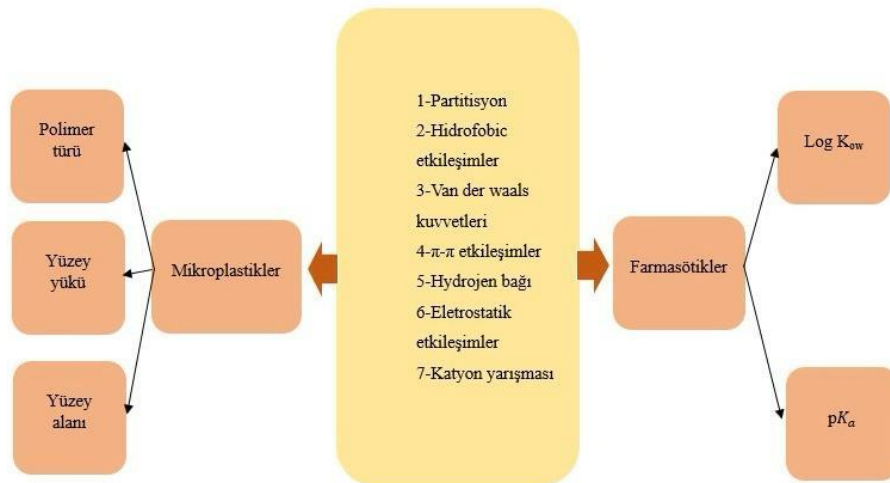 Polimer
türü
Yüzey
yükü
Yüzey
alanı
Mikroplastikler
1-Partitisyon
2-Hidrofobic
etkileşimler
3-Van der waals
kuvvetleri
4-π-π etkileşimler
5-Hydrojen bağı
6-Eletrostatik
etkileşimler
7-Katyon yarışması
Farmasötikler
Log Kow
pKa